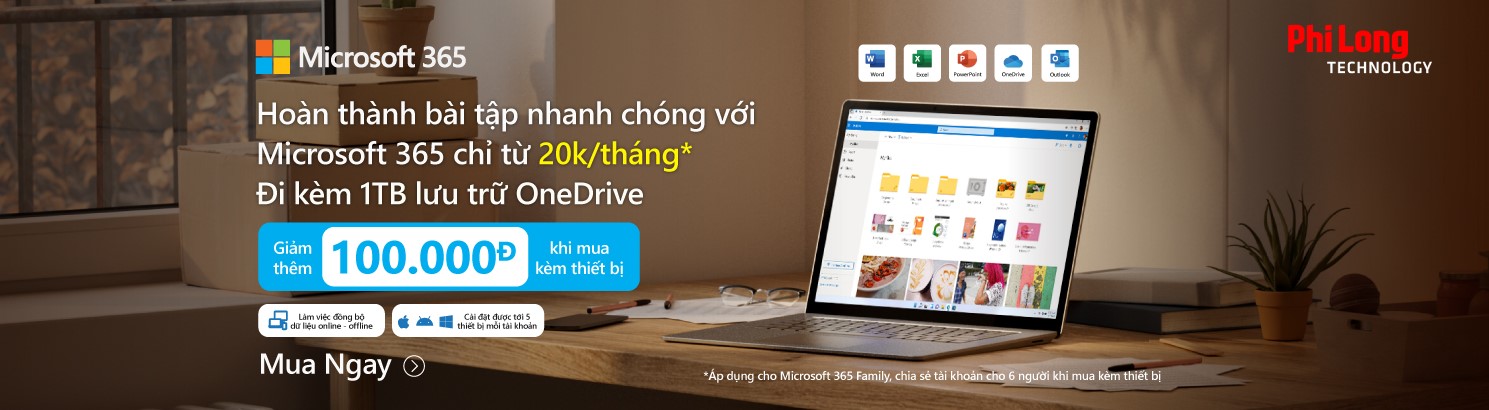 Microsoft 365
Word
Excel
PowerPoint
OneDrive
Outlook
Phi Long
TECHNOLOGY
Hoàn thành bài tập nhanh chóng với
Microsoft 365 chỉ từ 20k/tháng*
Đi kèm 1TB lưu trữ OneDrive
Giảm
thêm
100.000Đ
khi mua
kèm thiết bị
Làm việc đồng bộ
dữ liệu online - offline
Cài đặt được tới 5
thiết bị mỗi tài khoản
Mua Ngay
*Áp dụng cho Microsoft 365 Family, chia sẻ tài khoản cho 6 người khi mua kèm thiết bị